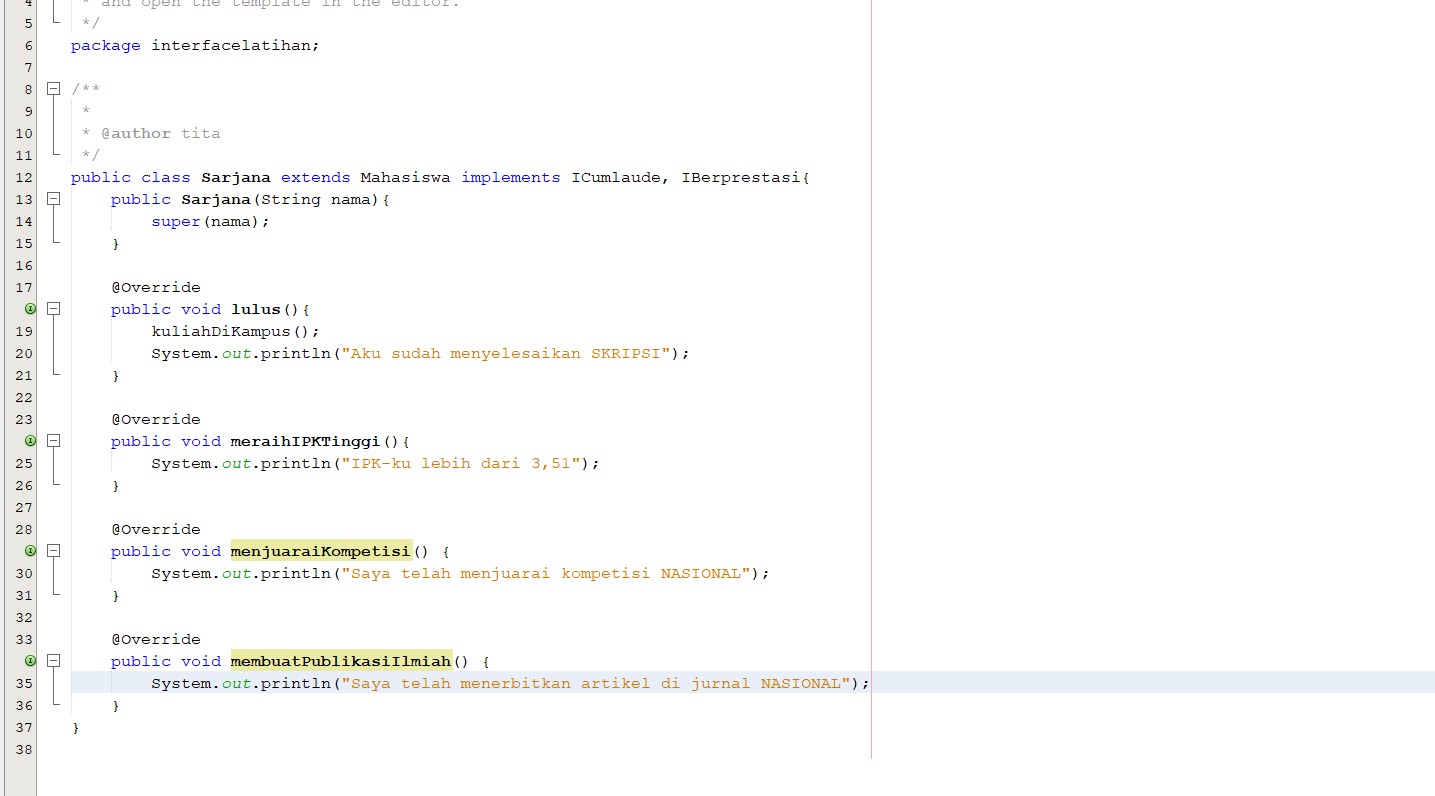 4 * and open the template in the editor.
5 */
6 package interfacelatihan;
7
8 /**
9 *
10 * @author tita
11 */
12 public class Sarjana extends Mahasiswa implements ICumlaude, IBerprestasi{
13 public Sarjana(String nama){
14 super(nama);
15 }
16
17 @Override
public void lulus(){
19 kuliahDiKampus();
20 System.out.println("Aku sudah menyelesaikan SKRIPSI");
21 }
22
23 @Override
public void meraihIPKTinggi(){
25 System.out.println("IPK-ku lebih dari 3,51");
26 }
27
28 @Override
public void menjuaraiKompetisi() {
30 System.out.println("Saya telah menjuarai kompetisi NASIONAL");
31 }
32
33 @Override
public void membuatPublikasiIlmiah() {
35 System.out.println("Saya telah menerbitkan artikel di jurnal NASIONAL");
36 }
37 }
38